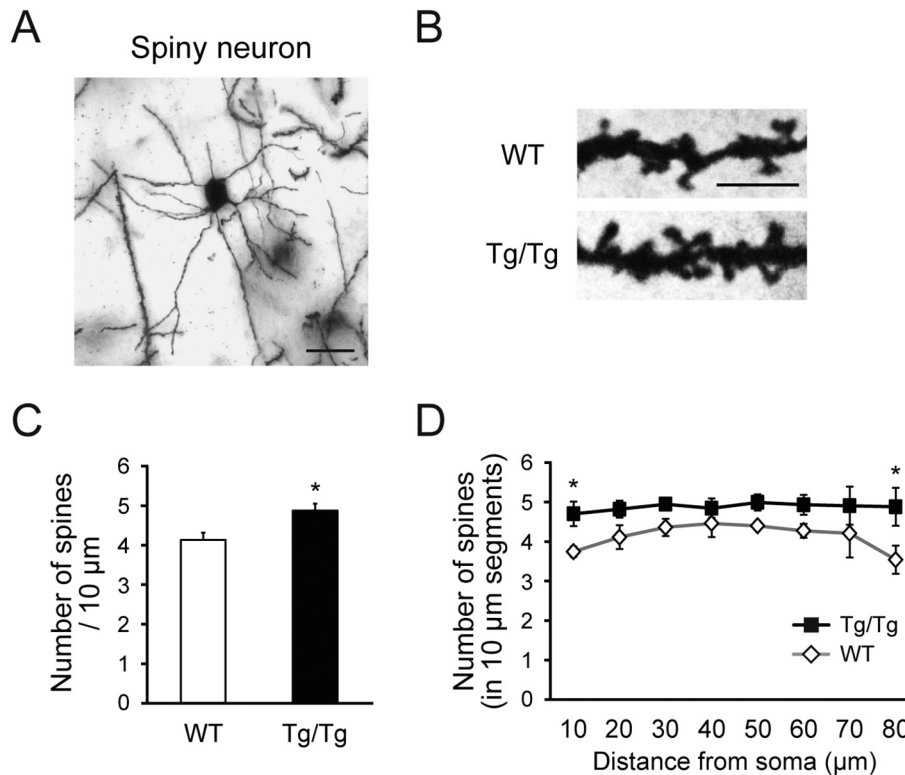 A
Spiny neuron
B
WT
Tg/Tg
C
Number of spines
/ 10 µm
6
5
4
3
2
1
0
*
WT
Tg/Tg
D
Number of spines
(in 10 µm segments)
6
5
4
3
2
1
0
*
*
Tg/Tg
WT
10 20 30 40 50 60 70 80
Distance from soma (µm)